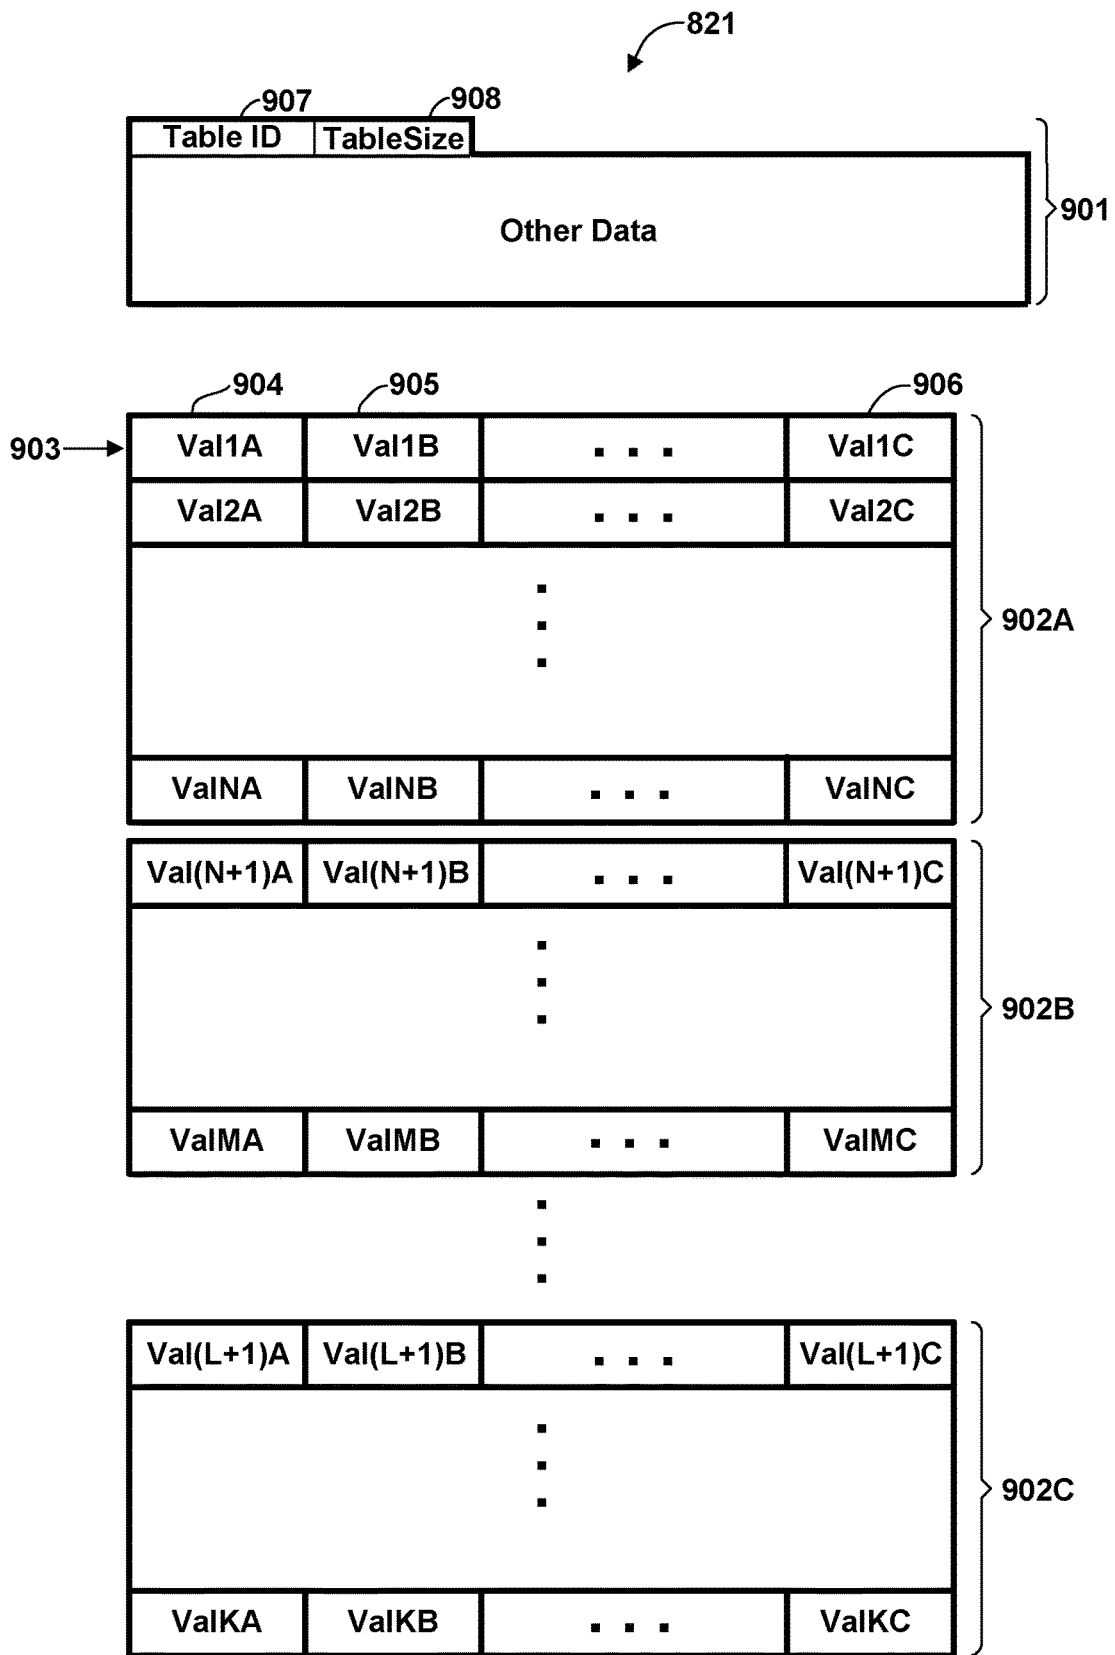 821
907 908
Table ID TableSize
Other Data
901
904 905 906
903 Val1A Val1B . . . Val1C
Val2A Val2B . . . Val2C
902A
ValNA ValNB . . . ValNC
Val(N+1)A Val(N+1)B . . . Val(N+1)C
902B
ValMA ValMB . . . ValMC
Val(L+1)A Val(L+1)B . . . Val(L+1)C
902C
ValKA ValKB . . . ValKC